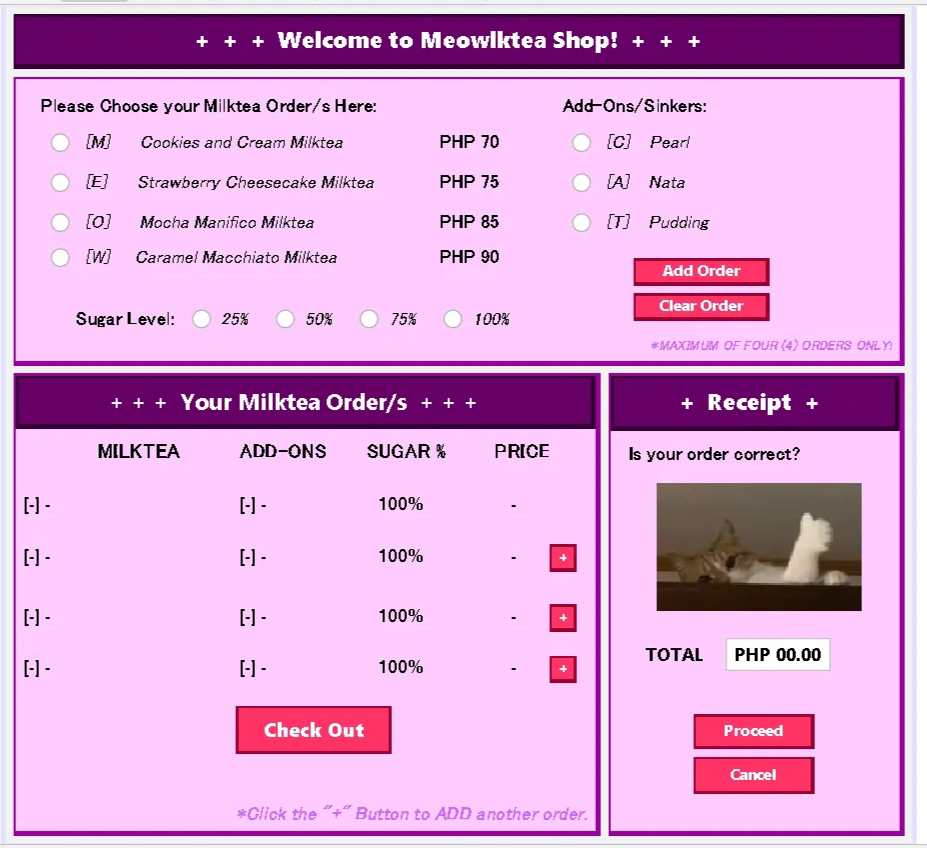 + + + Welcome to Meowlktea Shop! + + +
Please Choose your Milktea Order/s Here:
[M] Cookies and Cream Milktea PHP 70
[E] Strawberry Cheesecake Milktea PHP 75
[O] Mocha Manifico Milktea PHP 85
[W] Caramel Macchiato Milktea PHP 90
Sugar Level: 25% 50% 75% 100%
Add-Ons/Sinkers:
[C] Pearl
[A] Nata
[T] Pudding
Add Order
Clear Order
*MAXIMUM OF FOUR (4) ORDERS ONLY!
+ + + Your Milktea Order/s + + +
MILKTEA ADD-ONS SUGAR % PRICE
[-] - [-] - 100% -
[-] - [-] - 100% - +
[-] - [-] - 100% - +
[-] - [-] - 100% - +
Check Out
*Click the "+" Button to ADD another order.
+ Receipt +
Is your order correct?
TOTAL PHP 00.00
Proceed
Cancel